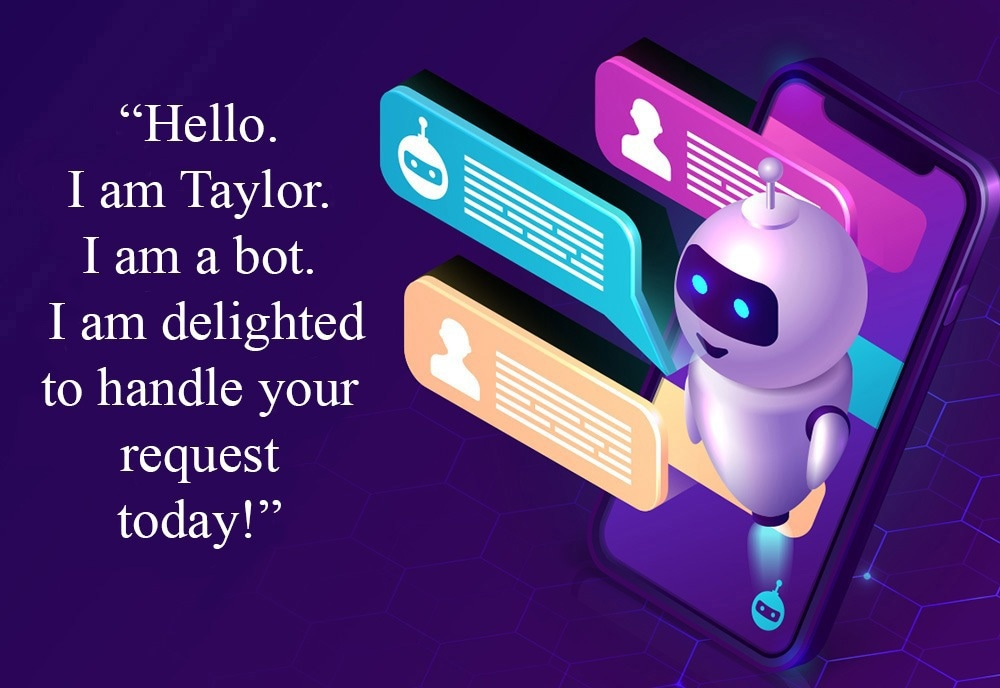 “Hello.
I am Taylor.
I am a bot.
I am delighted
to handle your
request
today!”